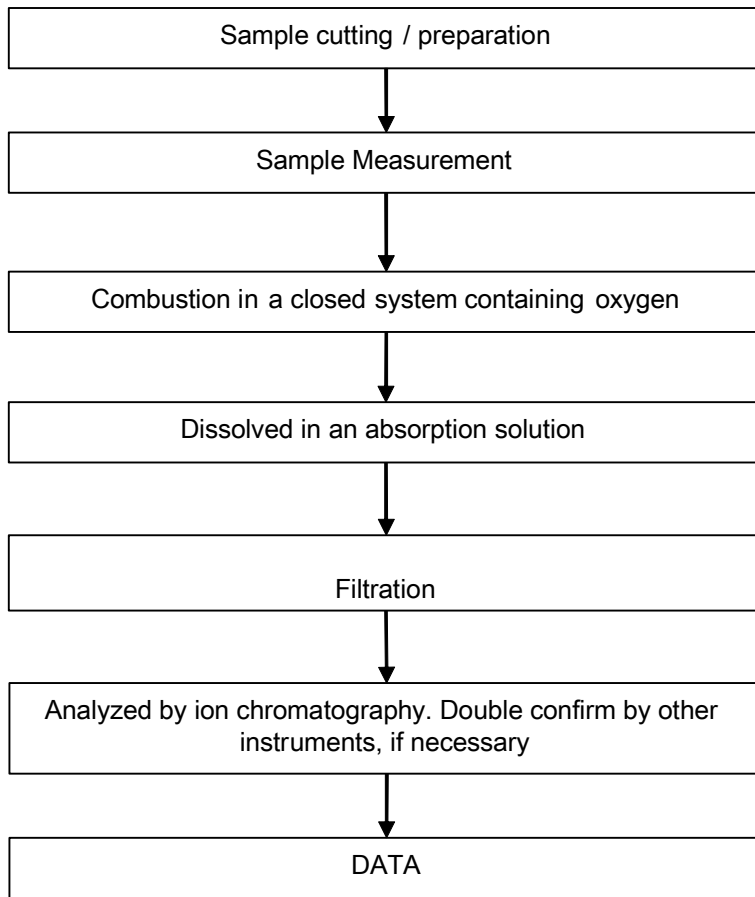 Sample cutting / preparation
Sample Measurement
Combustion in a closed system containing oxygen
Dissolved in an absorption solution
Filtration
Analyzed by ion chromatography. Double confirm by other
instruments, if necessary
DATA